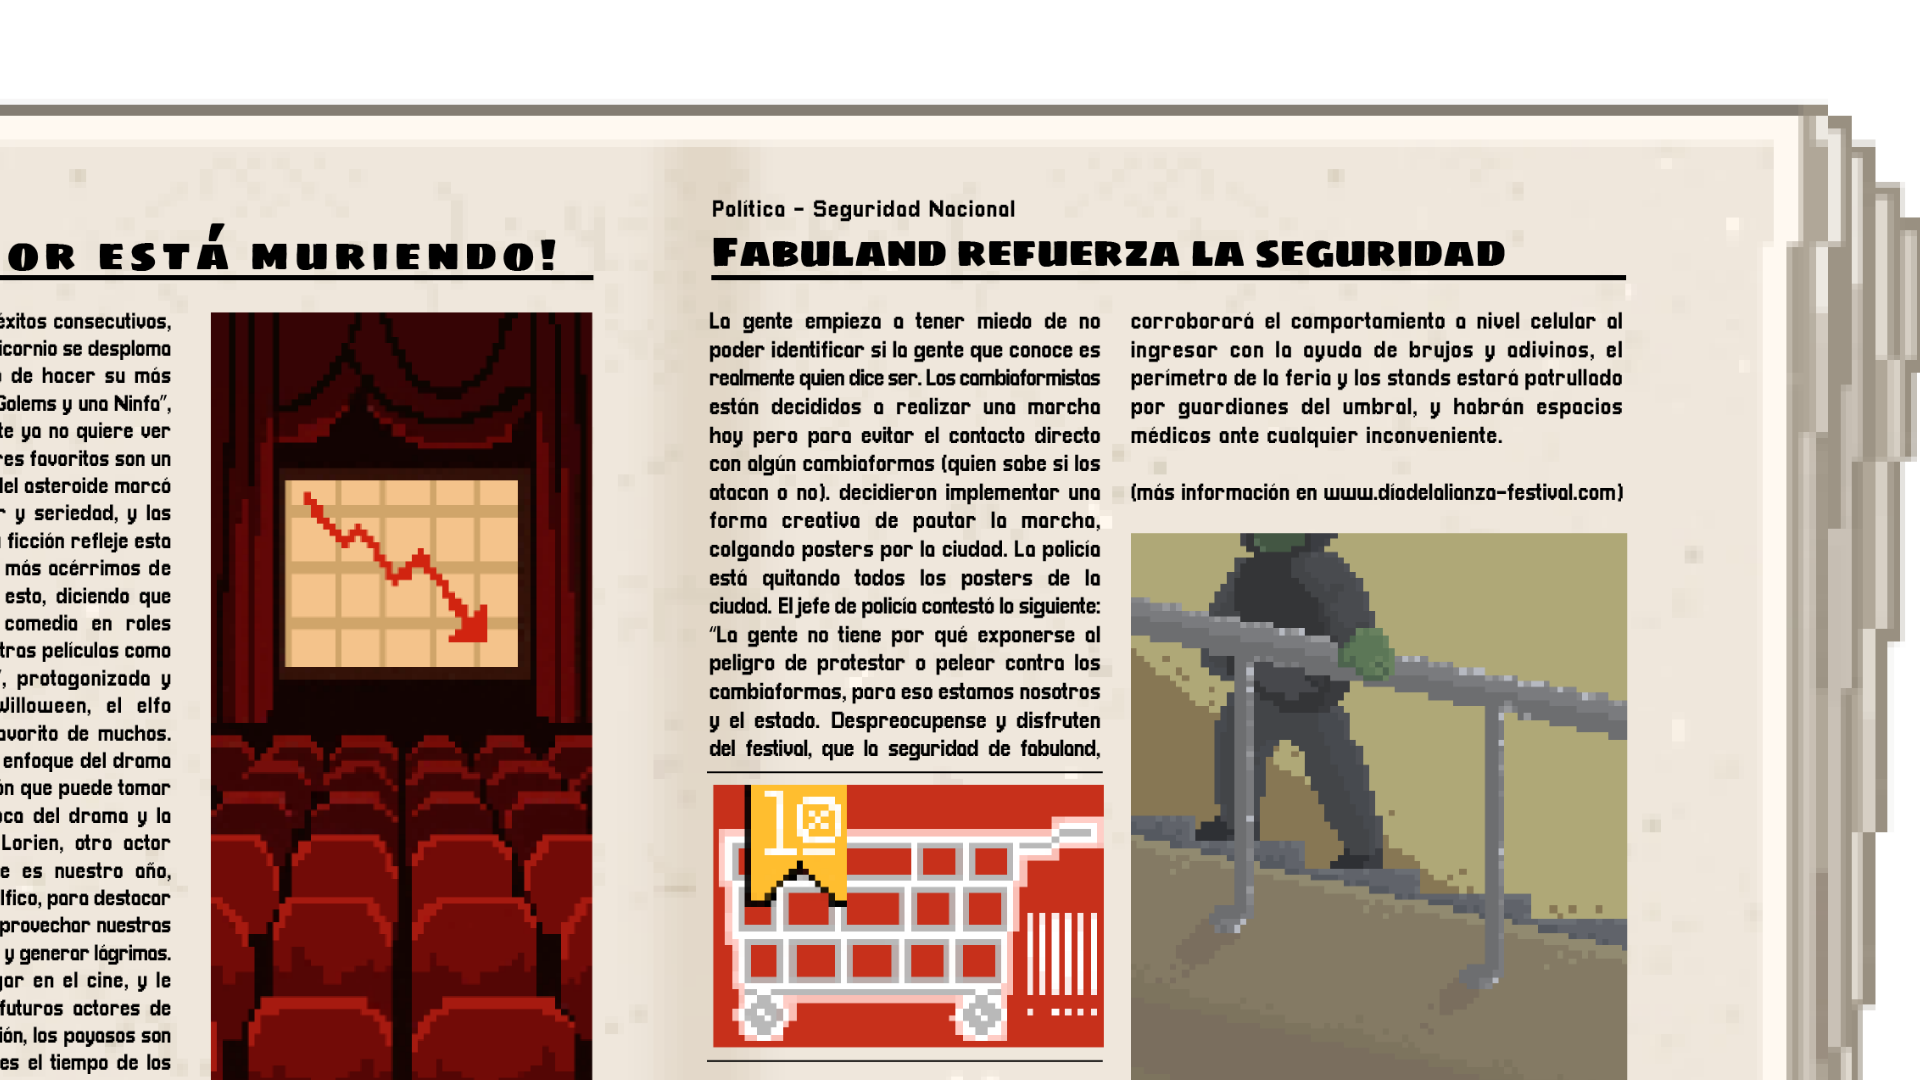 OR ESTÁ MURIENDO!
éxitos consecutivos,
icornio se desploma
de hacer su más
Golems y una Ninfa",
te ya no quiere ver
res favoritos son un
del asteroide marcó
r y seriedad, y las
ficción refleje esta
más acérrimos de
esto, diciendo que
comedia en roles
tras películas como
", protagonizada y
Willoween, el elfo
avorito de muchos.
enfoque del drama
ón que puede tomar
oca del drama y la
Lorien, otro actor
e es nuestro año,
lfico, para destacar
provechar nuestras
y generar lágrimas.
gar en el cine, y le
futuros actores de
ión, los payasos son
es el tiempo de los
Política - Seguridad Nacional
FABULAND REFUERZA LA SEGURIDAD
La gente empieza a tener miedo de no
poder identificar si la gente que conoce es
realmente quien dice ser. Los cambiaformistas
están decididos a realizar una marcha
hoy pero para evitar el contacto directo
con algún cambiaformas (quien sabe si los
atacan o no). decidieron implementar una
forma creativa de pautar la marcha,
colgando posters por la ciudad. La policía
está quitando todos los posters de la
ciudad. El jefe de policía contestó lo siguiente:
"La gente no tiene por qué exponerse al
peligro de protestar o pelear contra los
cambiaformas, para eso estamos nosotros
y el estado. Despreocupense y disfruten
del festival, que la seguridad de fabuland,
corroborará el comportamiento a nivel celular al
ingresar con la ayuda de brujos y adivinos, el
perímetro de la feria y los stands estará patrullado
por guardianes del umbral, y habrán espacios
médicos ante cualquier inconveniente.
(más información en www.díadelalianza-festival.com)